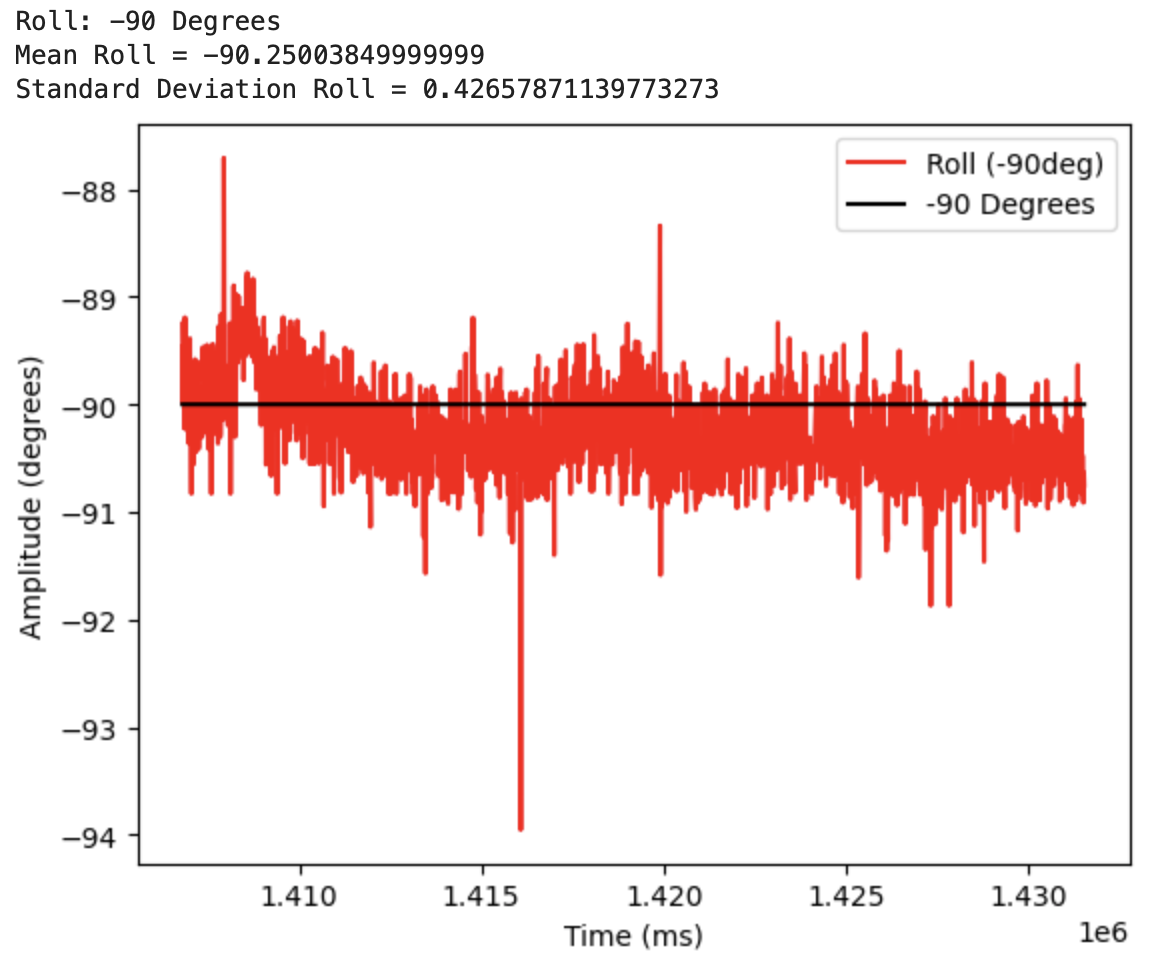 Roll: -90 Degrees
Mean Roll = -90.25003849999999
Standard Deviation Roll = 0.42657871139773273
Roll (-90deg)
-90 Degrees
−88
−89
−90
−91
−92
−93
−94
Amplitude (degrees)
1.410 1.415 1.420 1.425 1.430
1e6
Time (ms)